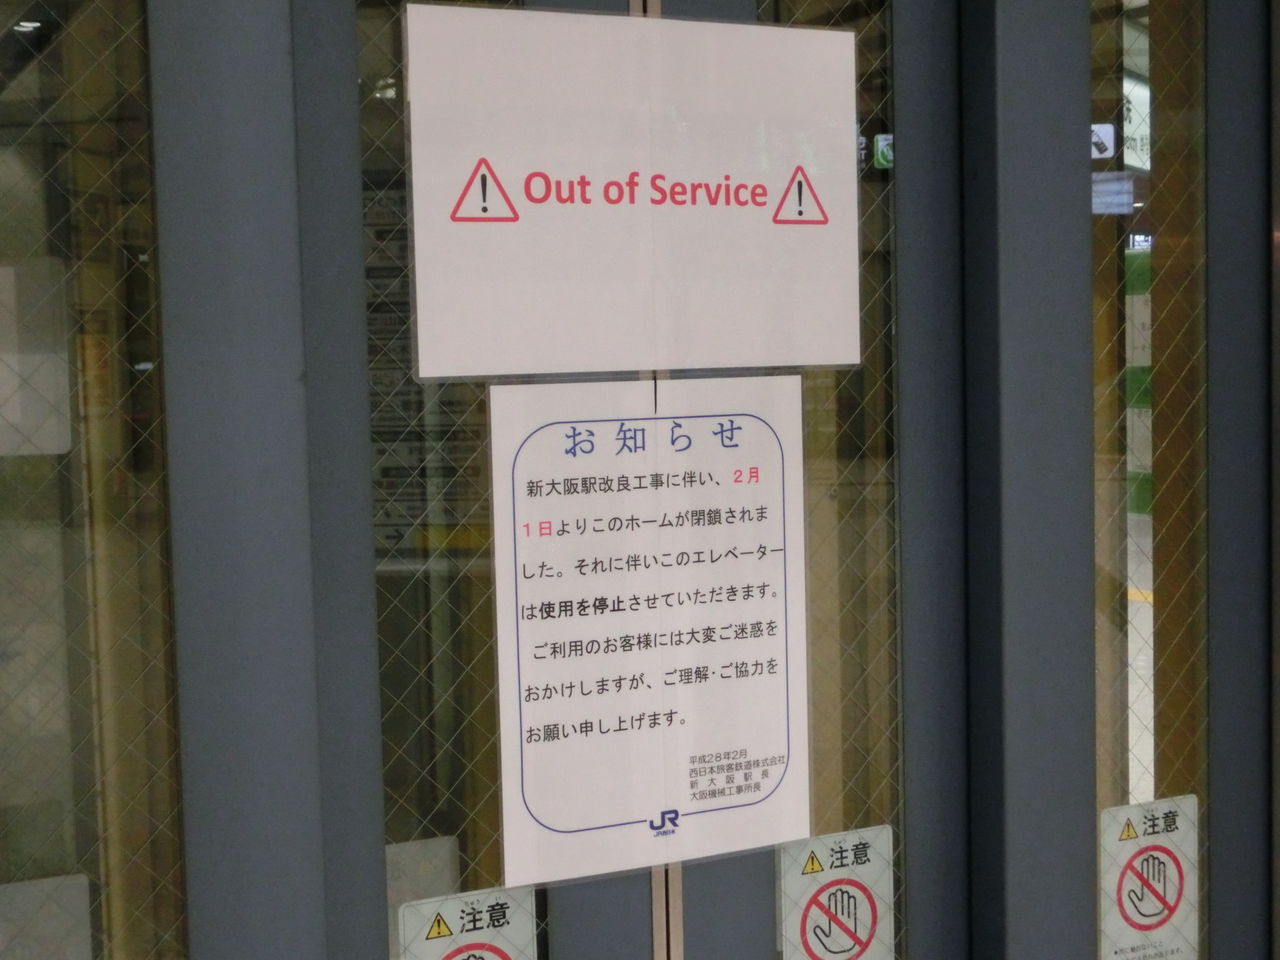 Out of Service
お知らせ
新大阪駅改良工事に伴い、２月
１日よりこのホームが閉鎖されま
した。それに伴いこのエレベーター
は使用を停止させていただきます。
ご利用のお客様には大変ご迷惑を
おかけしますが、ご理解・ご協力を
お願い申し上げます。
平成28年2月
西日本旅客鉄道株式会社
新大阪駅長
大阪機械工事所長
JR
JR西日本
注意
注意
注意